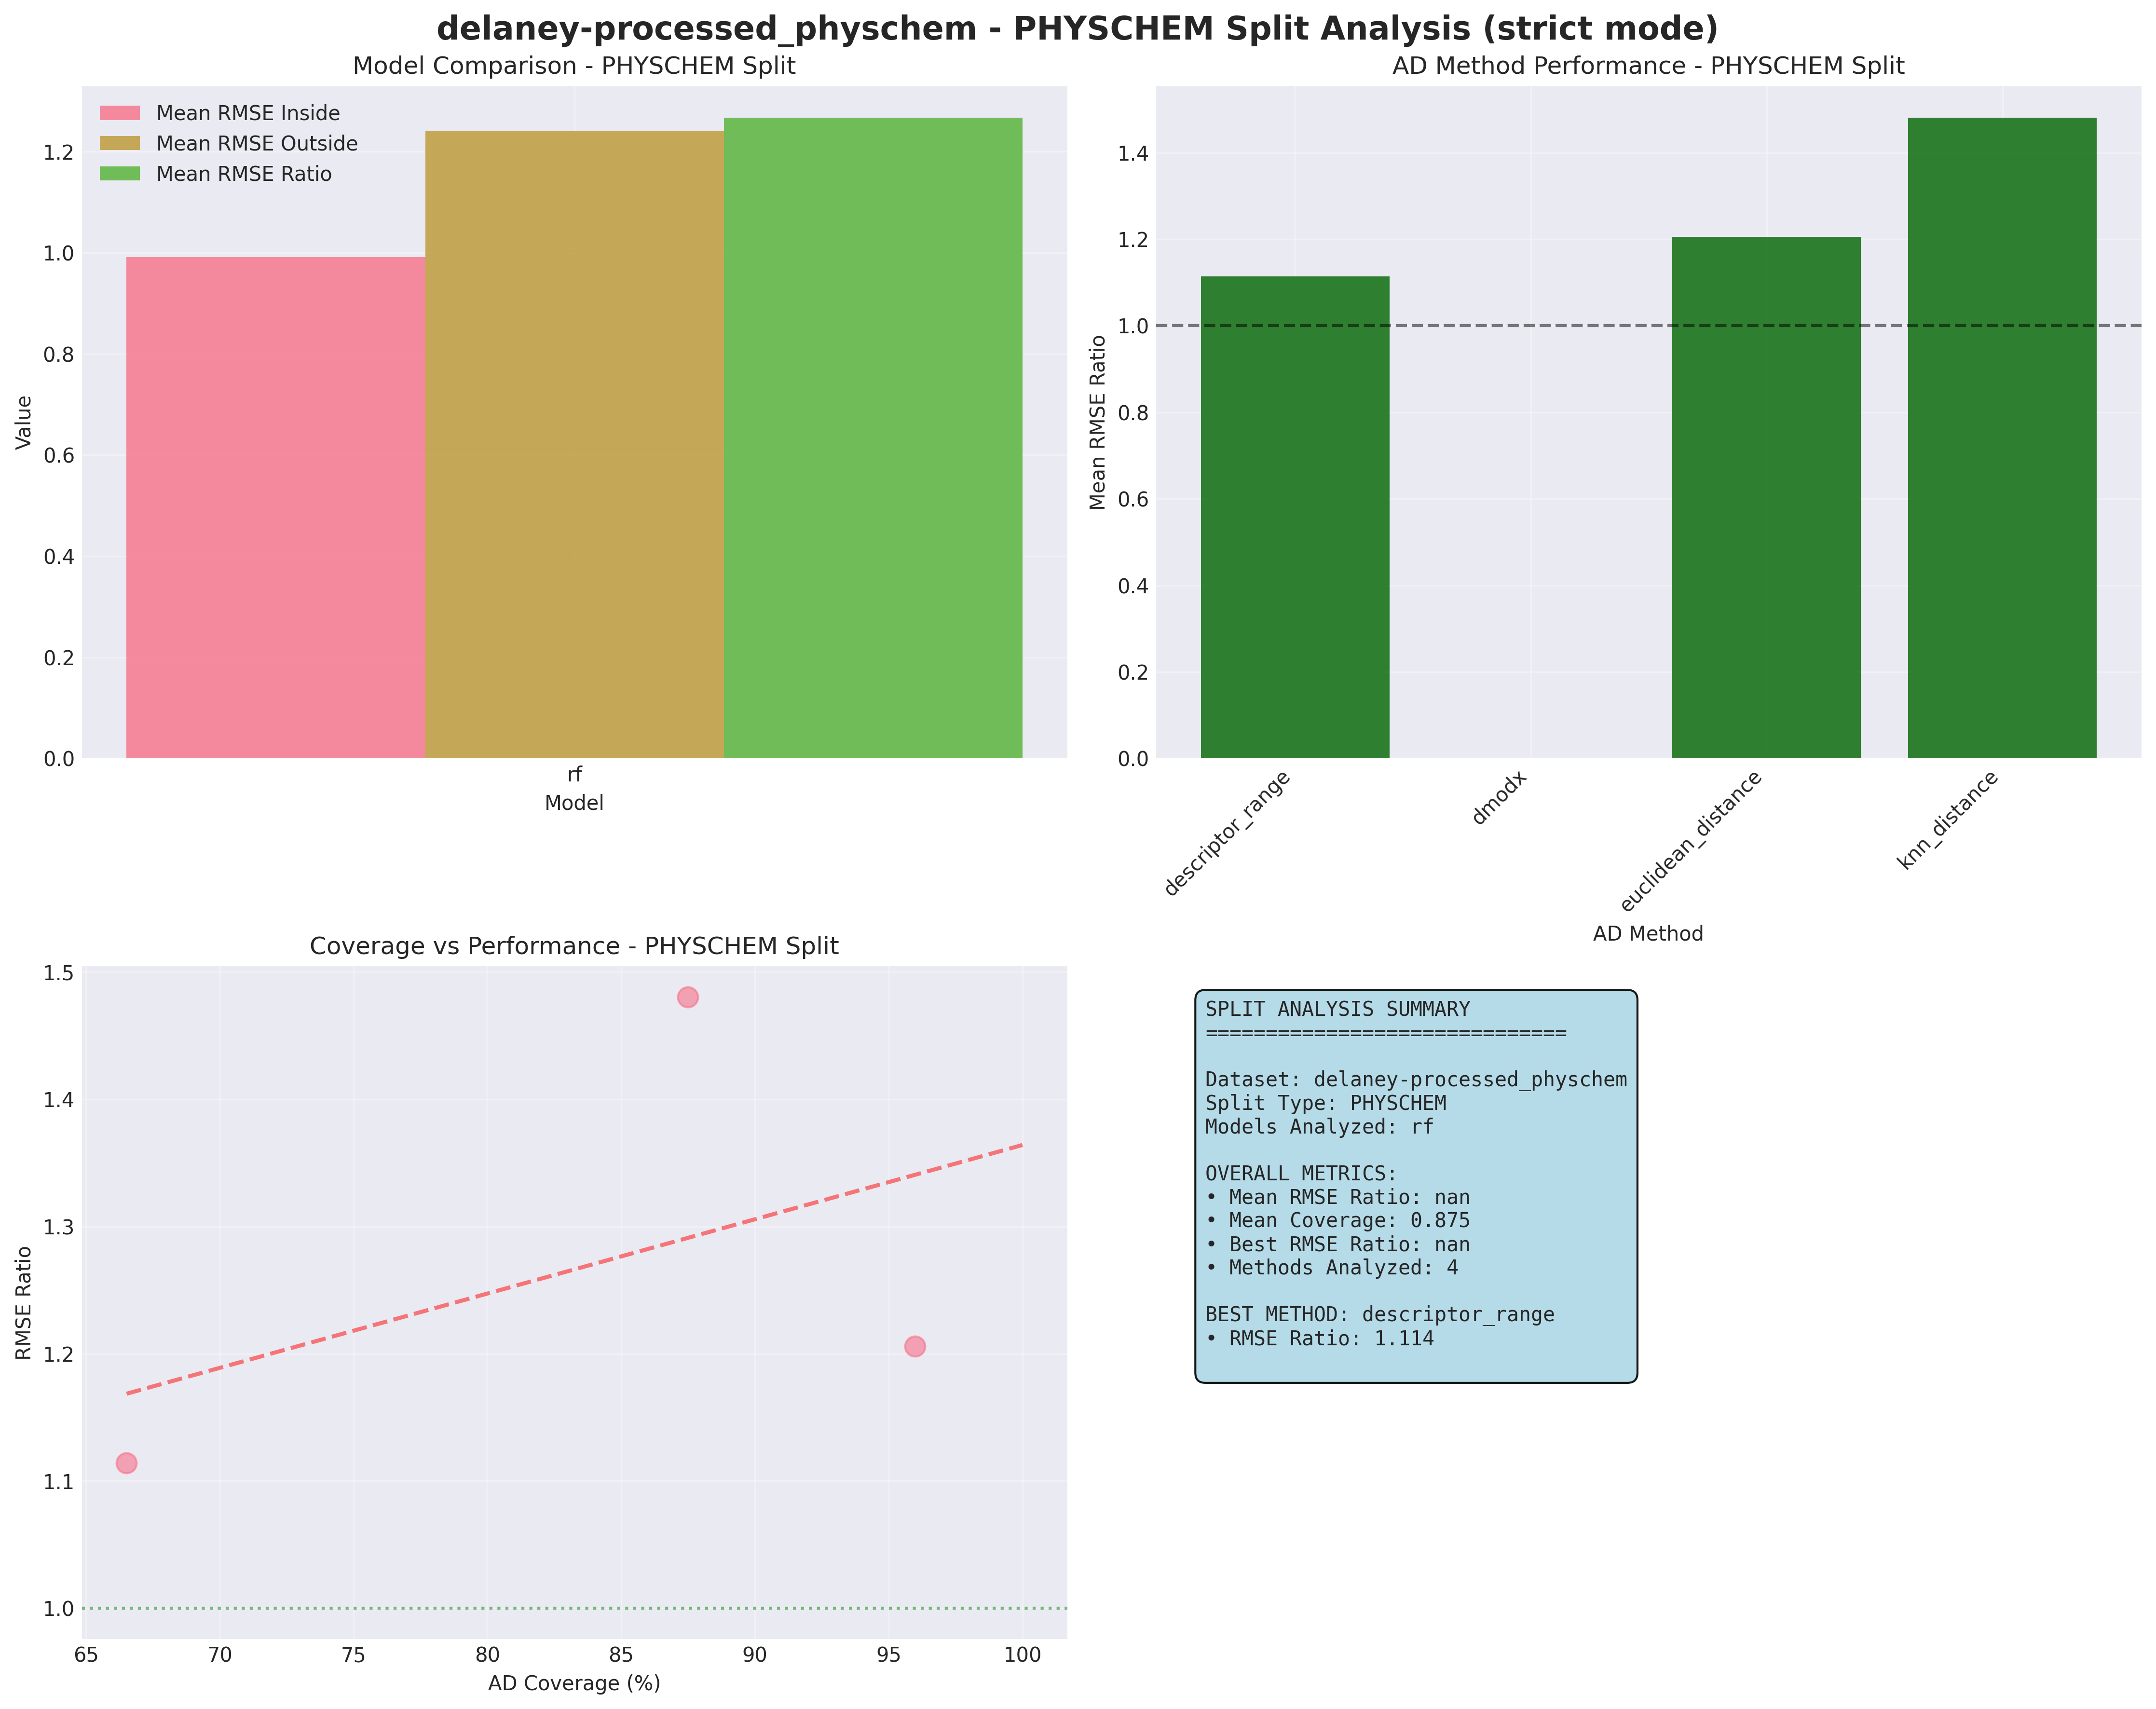 delaney-processed_physchem - PHYSCHEM Split Analysis (strict mode)
Model Comparison - PHYSCHEM Split
Mean RMSE Inside
Mean RMSE Outside
Mean RMSE Ratio
Value
1.2
1.0
0.8
0.6
0.4
0.2
0.0
rf
Model
AD Method Performance - PHYSCHEM Split
Mean RMSE Ratio
1.4
1.2
1.0
0.8
0.6
0.4
0.2
0.0
descriptor_range
dmodx
euclidean_distance
knn_distance
AD Method
Coverage vs Performance - PHYSCHEM Split
RMSE Ratio
1.5
1.4
1.3
1.2
1.1
1.0
65 70 75 80 85 90 95 100
AD Coverage (%)
SPLIT ANALYSIS SUMMARY
==============================
Dataset: delaney-processed_physchem
Split Type: PHYSCHEM
Models Analyzed: rf
OVERALL METRICS:
• Mean RMSE Ratio: nan
• Mean Coverage: 0.875
• Best RMSE Ratio: nan
• Methods Analyzed: 4
BEST METHOD: descriptor_range
• RMSE Ratio: 1.114